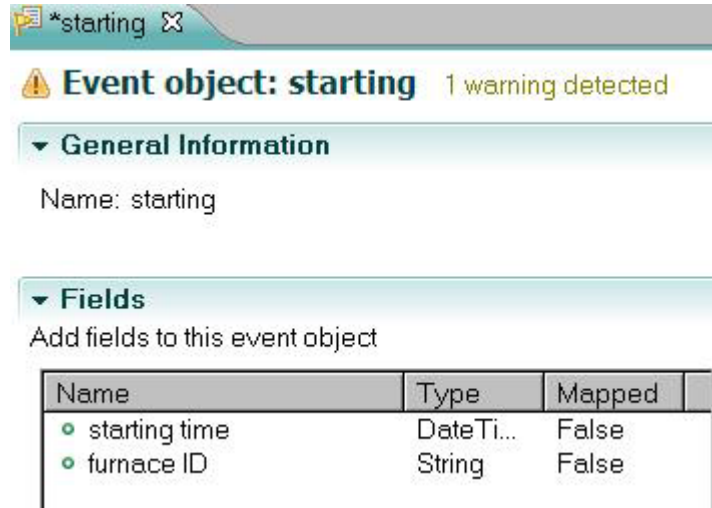 *starting
Event object: starting 1 warning detected
General Information
Name: starting
Fields
Add fields to this event object
Name Type Mapped
starting time DateTi... False
furnace ID String False